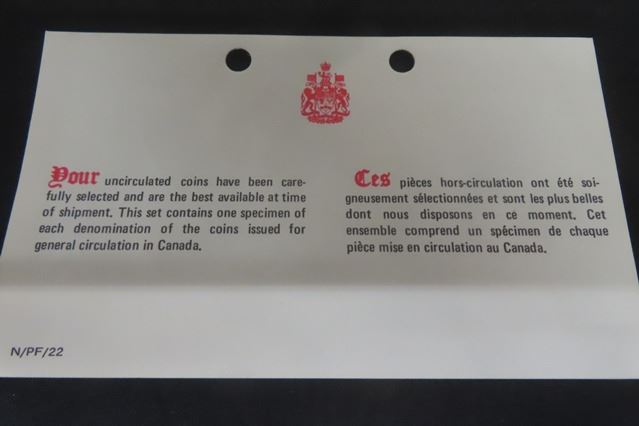 Your uncirculated coins have been care-
fully selected and are the best available at time
of shipment. This set contains one specimen of
each denomination of the coins issued for
general circulation in Canada.
Ces pièces hors-circulation ont été soi-
gneusement sélectionnées et sont les plus belles
dont nous disposons en ce moment. Cet
ensemble comprend un spécimen de chaque
pièce mise en circulation au Canada.
N/PF/22